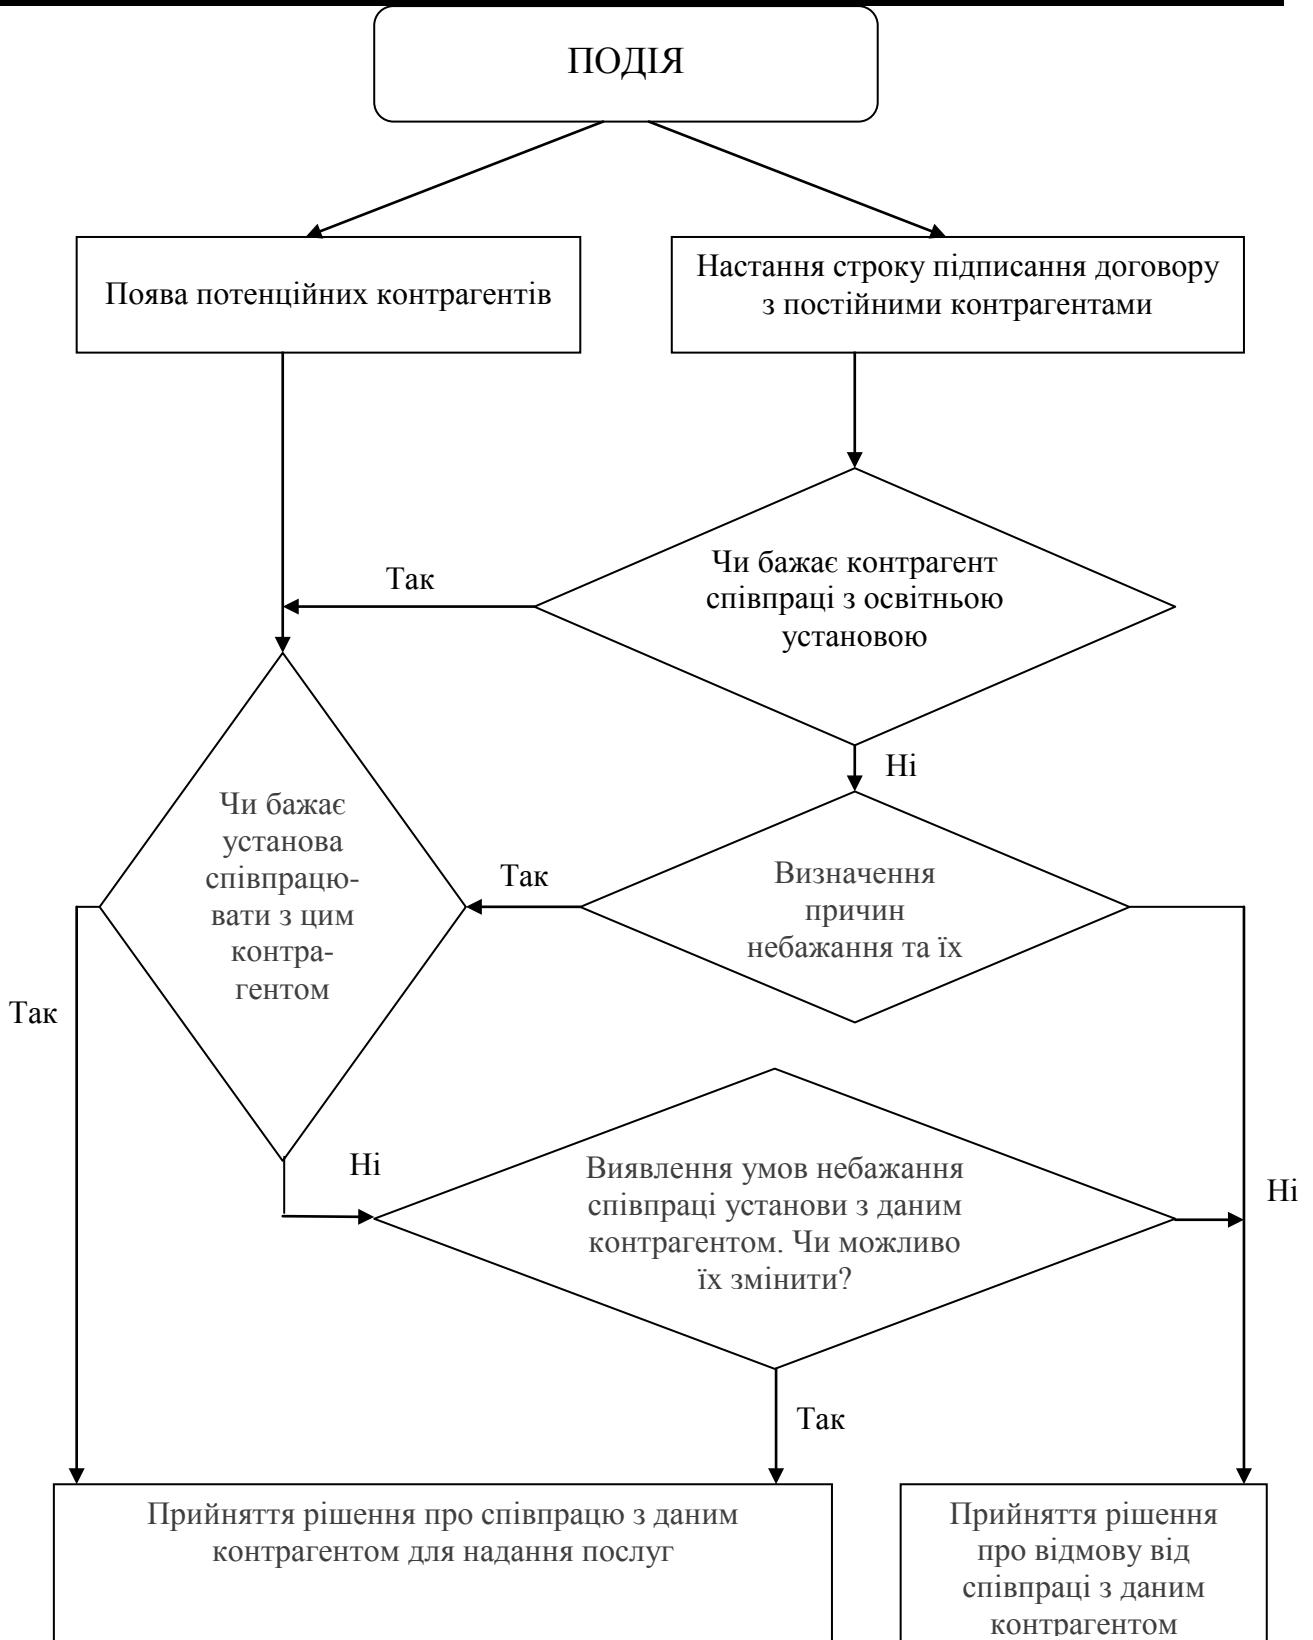 ПОДІЯ
Поява потенційних контрагентів
Настання строку підписання договору
з постійними контрагентами
Чи бажає контрагент
співпраці з освітньою
установою
Так
Ні
Чи бажає
установа
співпрацю-
вати з цим
контра-
гентом
Так
Визначення
причин
небажання та їх
Так
Ні
Виявлення умов небажання
співпраці установи з даним
контрагентом. Чи можливо
їх змінити?
Ні
Так
Прийняття рішення про співпрацю з даним
контрагентом для надання послуг
Прийняття рішення
про відмову від
співпраці з даним
контрагентом